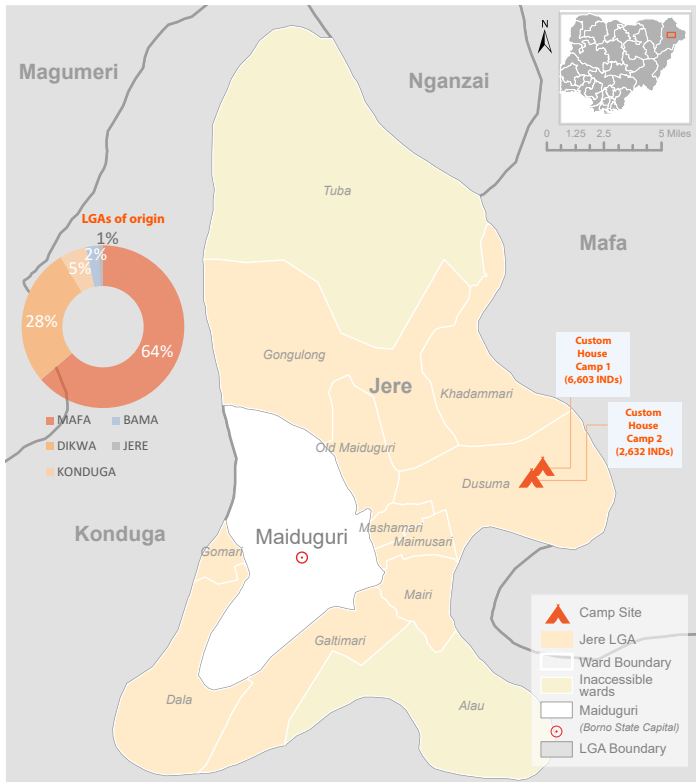 Magumeri
Nganzai
N
0 1.25 2.5 5 Miles
Tuba
Mafa
LGAs of origin
1%
2%
5%
28%
64%
MAFA
BAMA
DIKWA
JERE
KONDUGA
Gongulong
Jere
Khadammari
Custom
House
Camp 1
(6,603 INDs)
Custom
House
Camp 2
(2,632 INDs)
Old Maiduguri
Dusuma
Konduga
Maiduguri
Mashamari
Maimusari
Gomari
Mairi
Galtimari
Dala
Alau
Camp Site
Jere LGA
Ward Boundary
Inaccessible
wards
Maiduguri
(Borno State Capital)
LGA Boundary